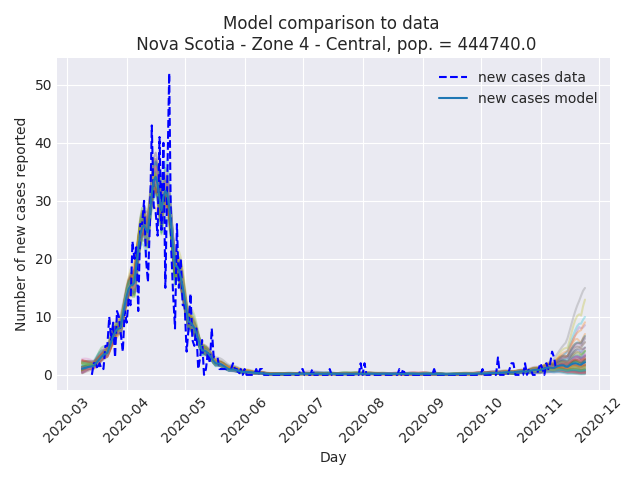 Model comparison to data
Nova Scotia - Zone 4 - Central, pop. = 444740.0
new cases data
new cases model
Number of new cases reported
50
40
30
20
10
0
2020-03
2020-04
2020-05
2020-06
2020-07
2020-08
2020-09
2020-10
2020-11
2020-12
Day